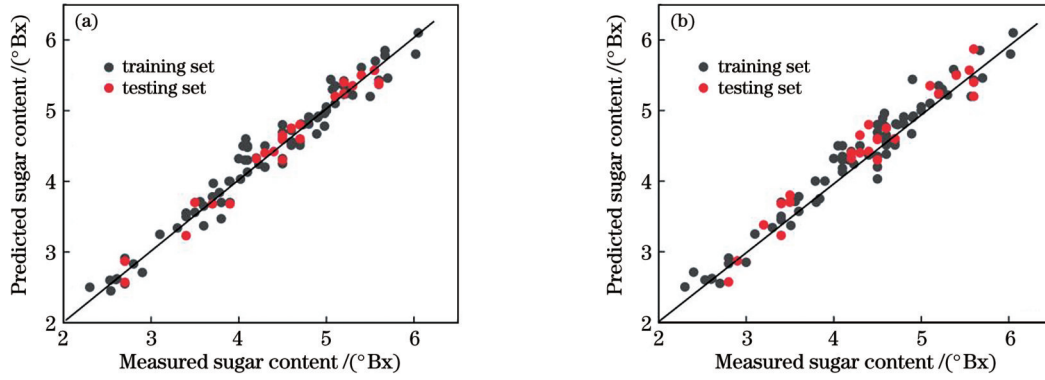 (a)
training set
testing set
Predicted sugar content /(°Bx)
6
5
4
3
2
2 3 4 5 6
Measured sugar content /(°Bx)
(b)
training set
testing set
Predicted sugar content /(°Bx)
6
5
4
3
2
2 3 4 5 6
Measured sugar content /(°Bx)